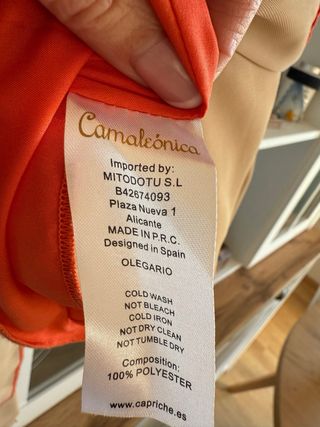 Camaleónica
Imported by:
MITODOTU S.L
B42674093
Plaza Nueva 1
Alicante
MADE IN P.R.C.
Designed in Spain
OLEGARIO
COLD WASH
NOT BLEACH
COLD IRON
NOT DRY CLEAN
NOT TUMBLE DRY
Composition:
100% POLYESTER
www.capriche.es